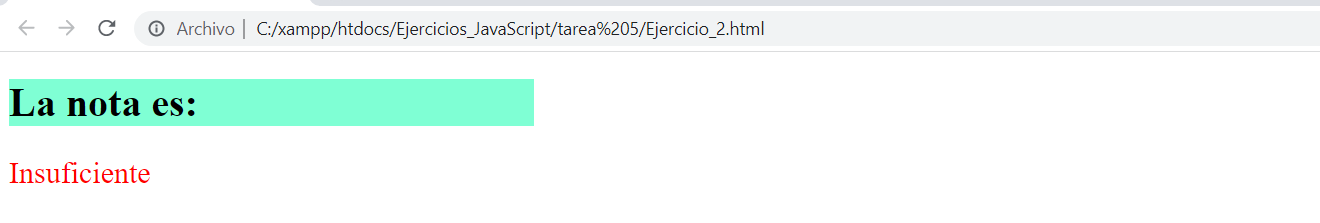 Archivo | C:/xampp/htdocs/Ejercicios_JavaScript/tarea%205/Ejercicio_2.html
La nota es:
Insuficiente